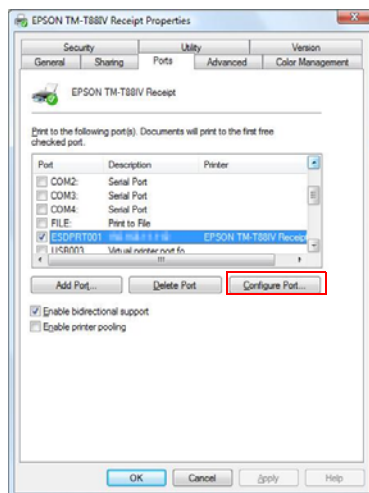 EPSON TM-T88IV Receipt Properties
Security Utility Version
General Sharing Ports Advanced Color Management
EPSON TM-T88IV Receipt
Print to the following port(s). Documents will print to the first free
checked port.
Port Description Printer
COM2: Serial Port
COM3: Serial Port
COM4: Serial Port
FILE: Print to File
ESDPRT001 EPSON TM-T88IV Receipt
USB003 Virtual printer port fo
Add Port... Delete Port Configure Port...
Enable bidirectional support
Enable printer pooling
OK Cancel Apply Help